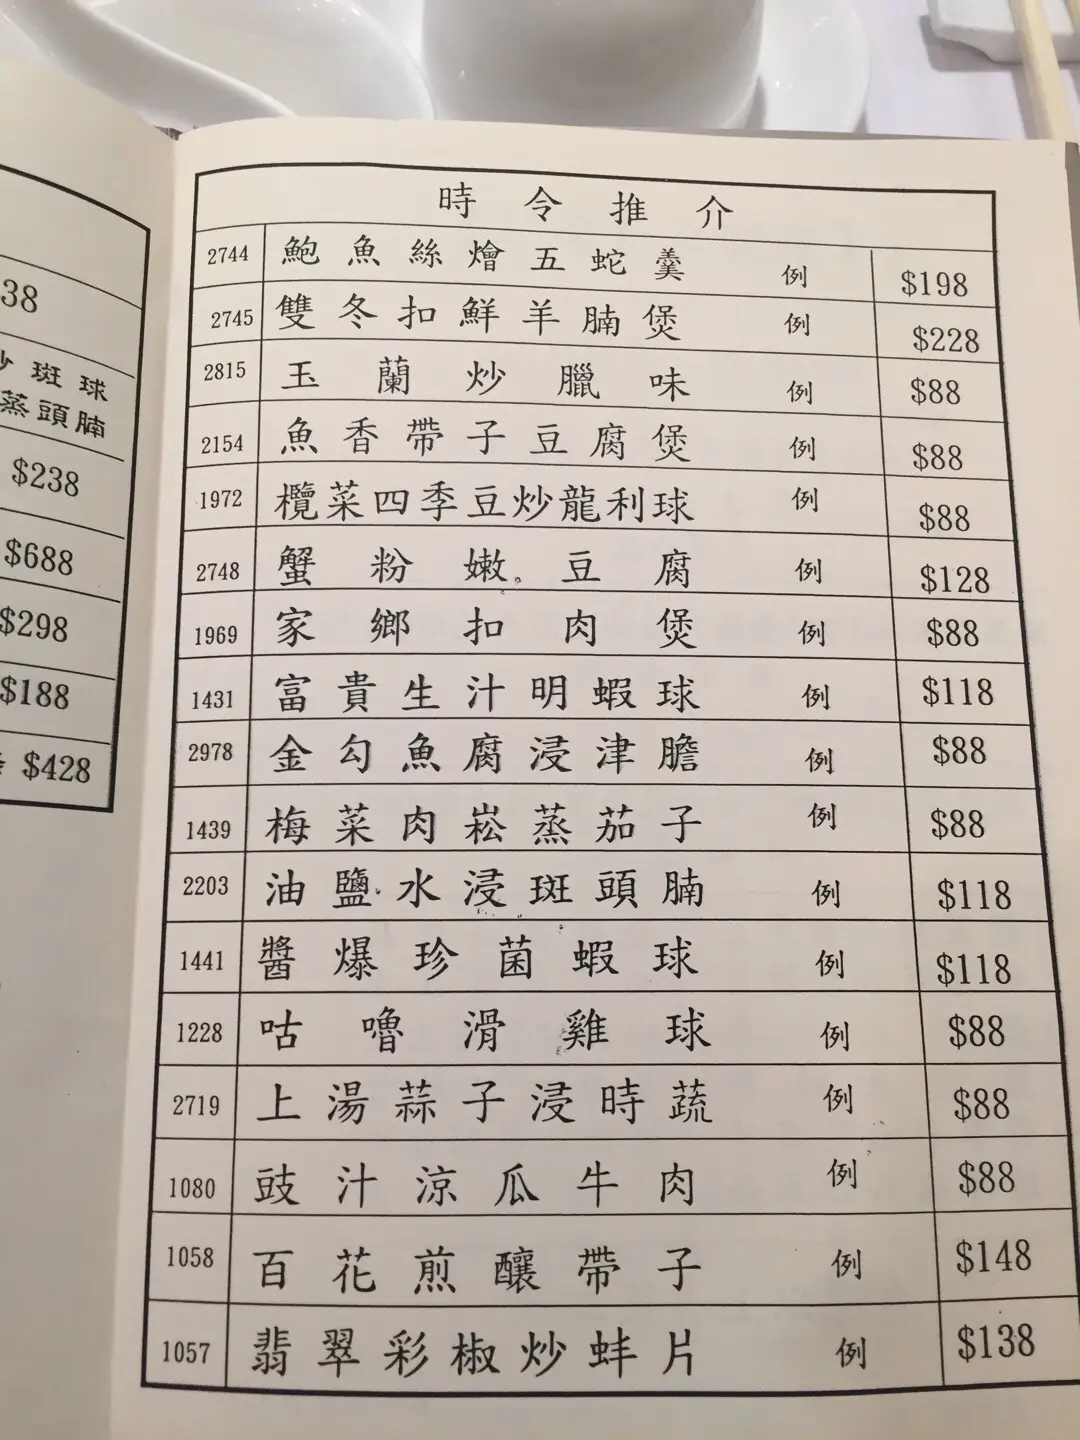 38
炒斑球
蒸頭腩
$238
$688
$298
$188
$428
時令推介
2744 鮑魚絲燴五蛇羹 例 $198
2745 雙冬扣鮮羊腩煲 例 $228
2815 玉蘭炒臘味 例 $88
2154 魚香帶子豆腐煲 例 $88
1972 欖菜四季豆炒龍利球 例 $88
2748 蟹粉嫩豆腐 例 $128
1969 家鄉扣肉煲 例 $88
1431 富貴生汁明蝦球 例 $118
2978 金勾魚腐浸津膽 例 $88
1439 梅菜肉崧蒸茄子 例 $88
2203 油鹽水浸斑頭腩 例 $118
1441 醬爆珍菌蝦球 例 $118
1228 咕嚕滑雞球 例 $88
2719 上湯蒜子浸時蔬 例 $88
1080 豉汁涼瓜牛肉 例 $88
1058 百花煎釀帶子 例 $148
1057 翡翠彩椒炒蚌片 例 $138